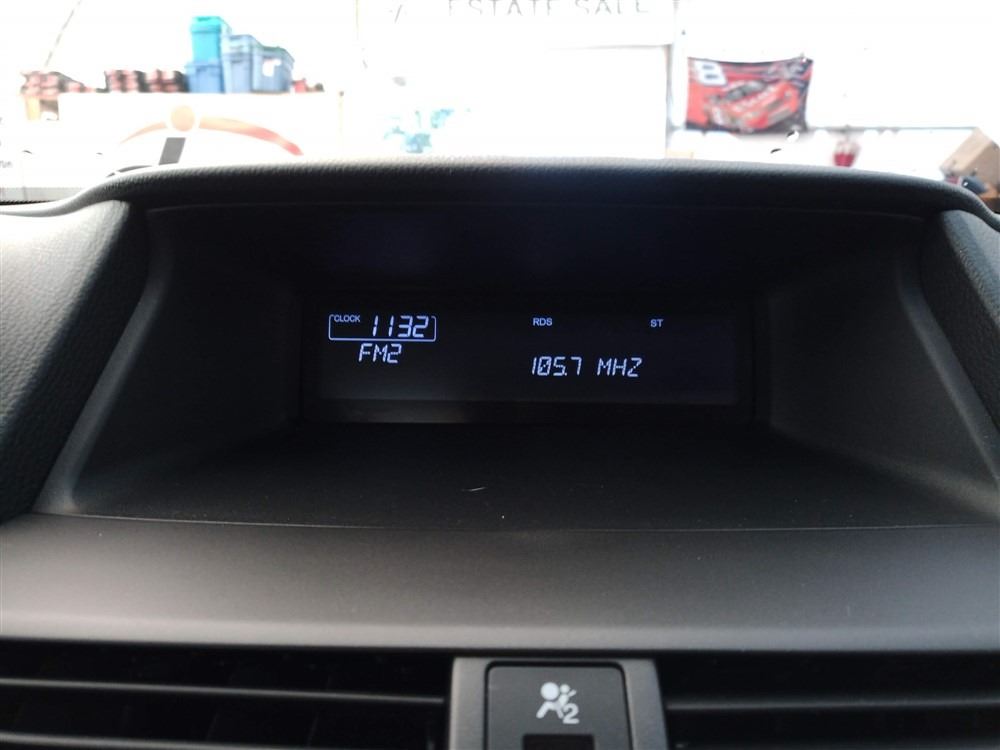 ESTATE SALE
8
CLOCK 1132
RDS
ST
FM2
105.7 MHZ
2